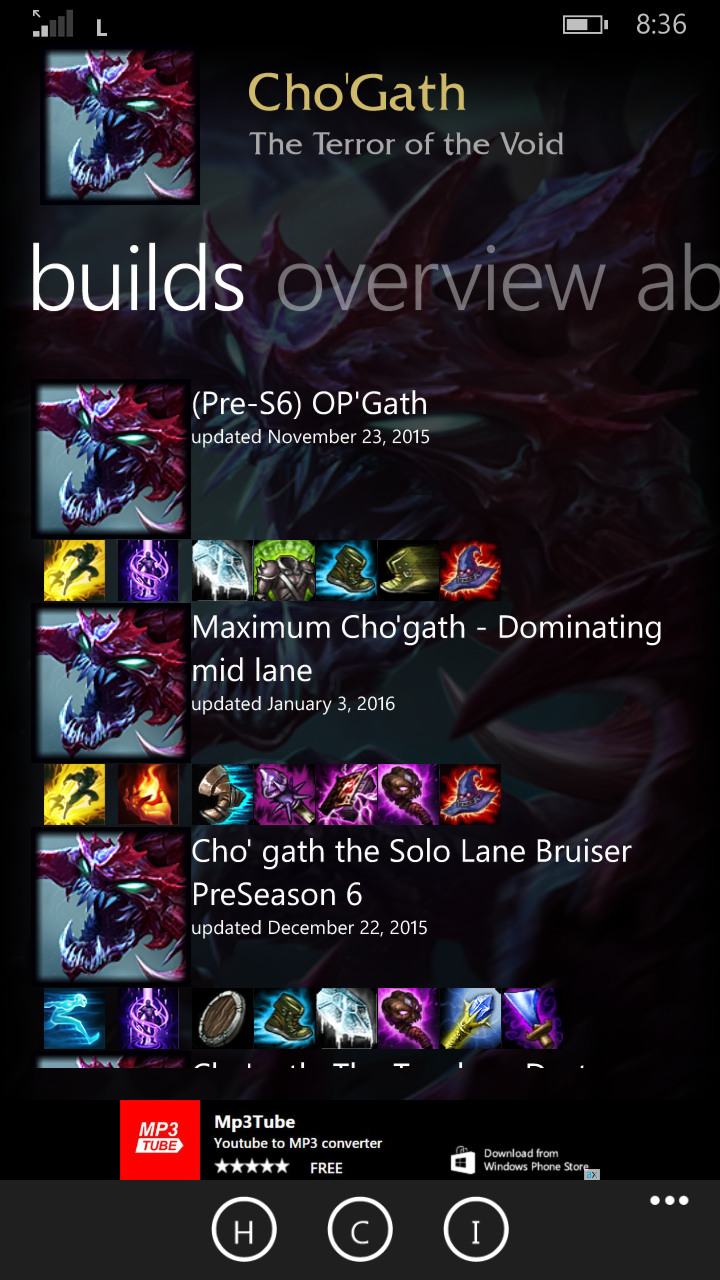 L
8:36
Cho'Gath
The Terror of the Void
builds overview ab
(Pre-S6) OP'Gath
updated November 23, 2015
Maximum Cho'gath - Dominating
mid lane
updated January 3, 2016
Cho' gath the Solo Lane Bruiser
PreSeason 6
updated December 22, 2015
MP3
TUBE
Mp3Tube
Youtube to MP3 converter
FREE
Download from
Windows Phone Store
H C I